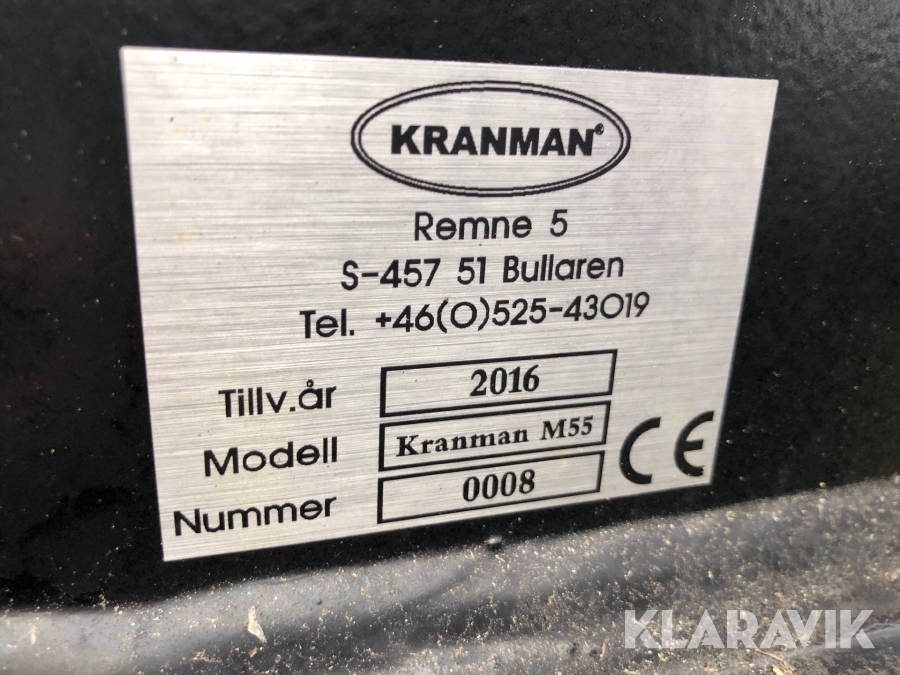 KRANMAN®
Remne 5
S-457 51 Bullaren
Tel. +46(0)525-43019
Tillv.år 2016
Modell Kranman M55
Nummer 0008
CE
KLARAVIK